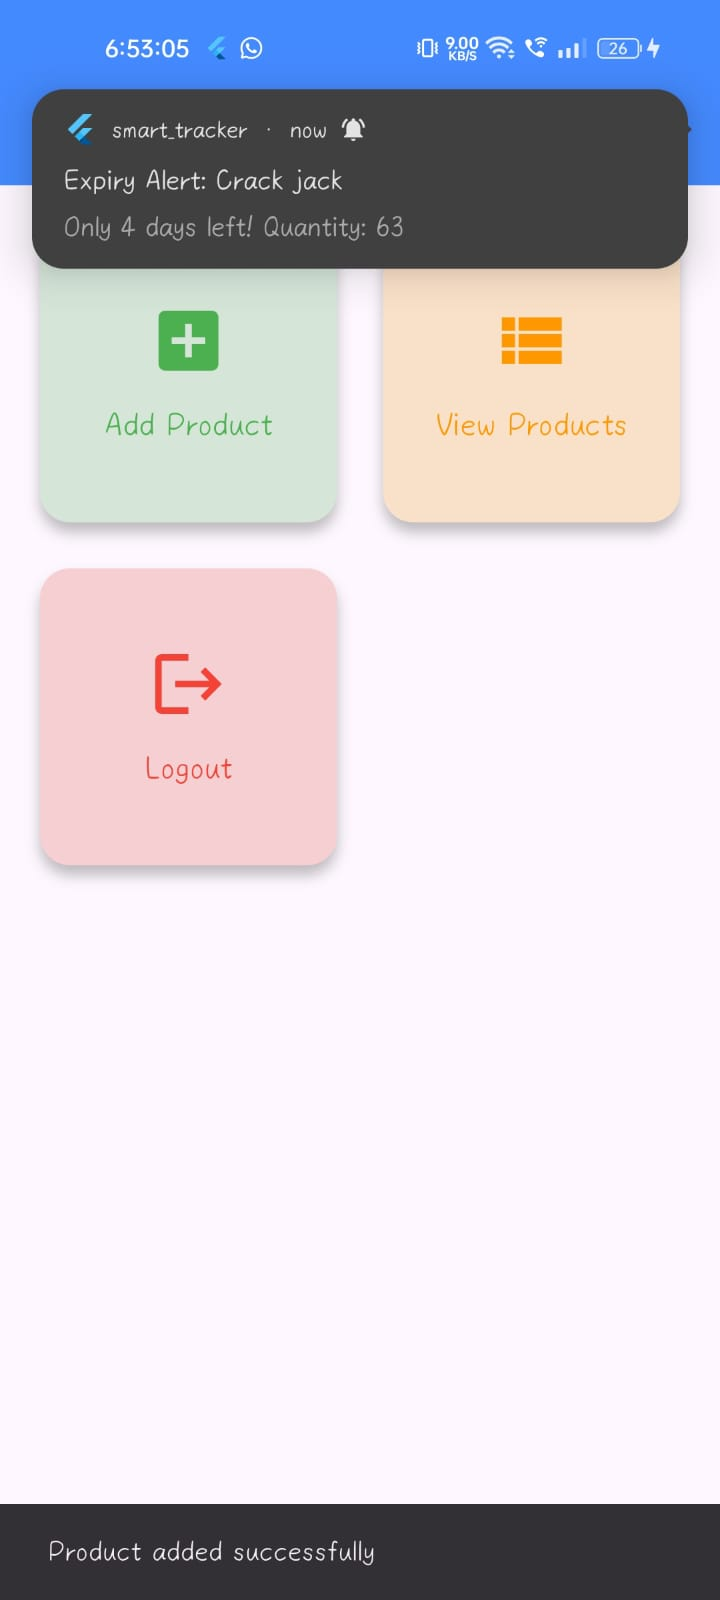 6:53:05 9.00 KB/S 26
smart_tracker · now
Expiry Alert: Crack jack
Only 4 days left! Quantity: 63
Add Product
View Products
Logout
Product added successfully